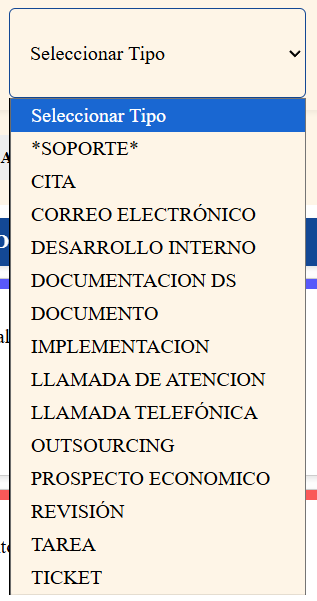 Seleccionar Tipo
Seleccionar Tipo
*SOPORTE*
CITA
CORREO ELECTRÓNICO
DESARROLLO INTERNO
DOCUMENTACION DS
DOCUMENTO
IMPLEMENTACION
LLAMADA DE ATENCION
LLAMADA TELEFÓNICA
OUTSOURCING
PROSPECTO ECONOMICO
REVISIÓN
TAREA
TICKET